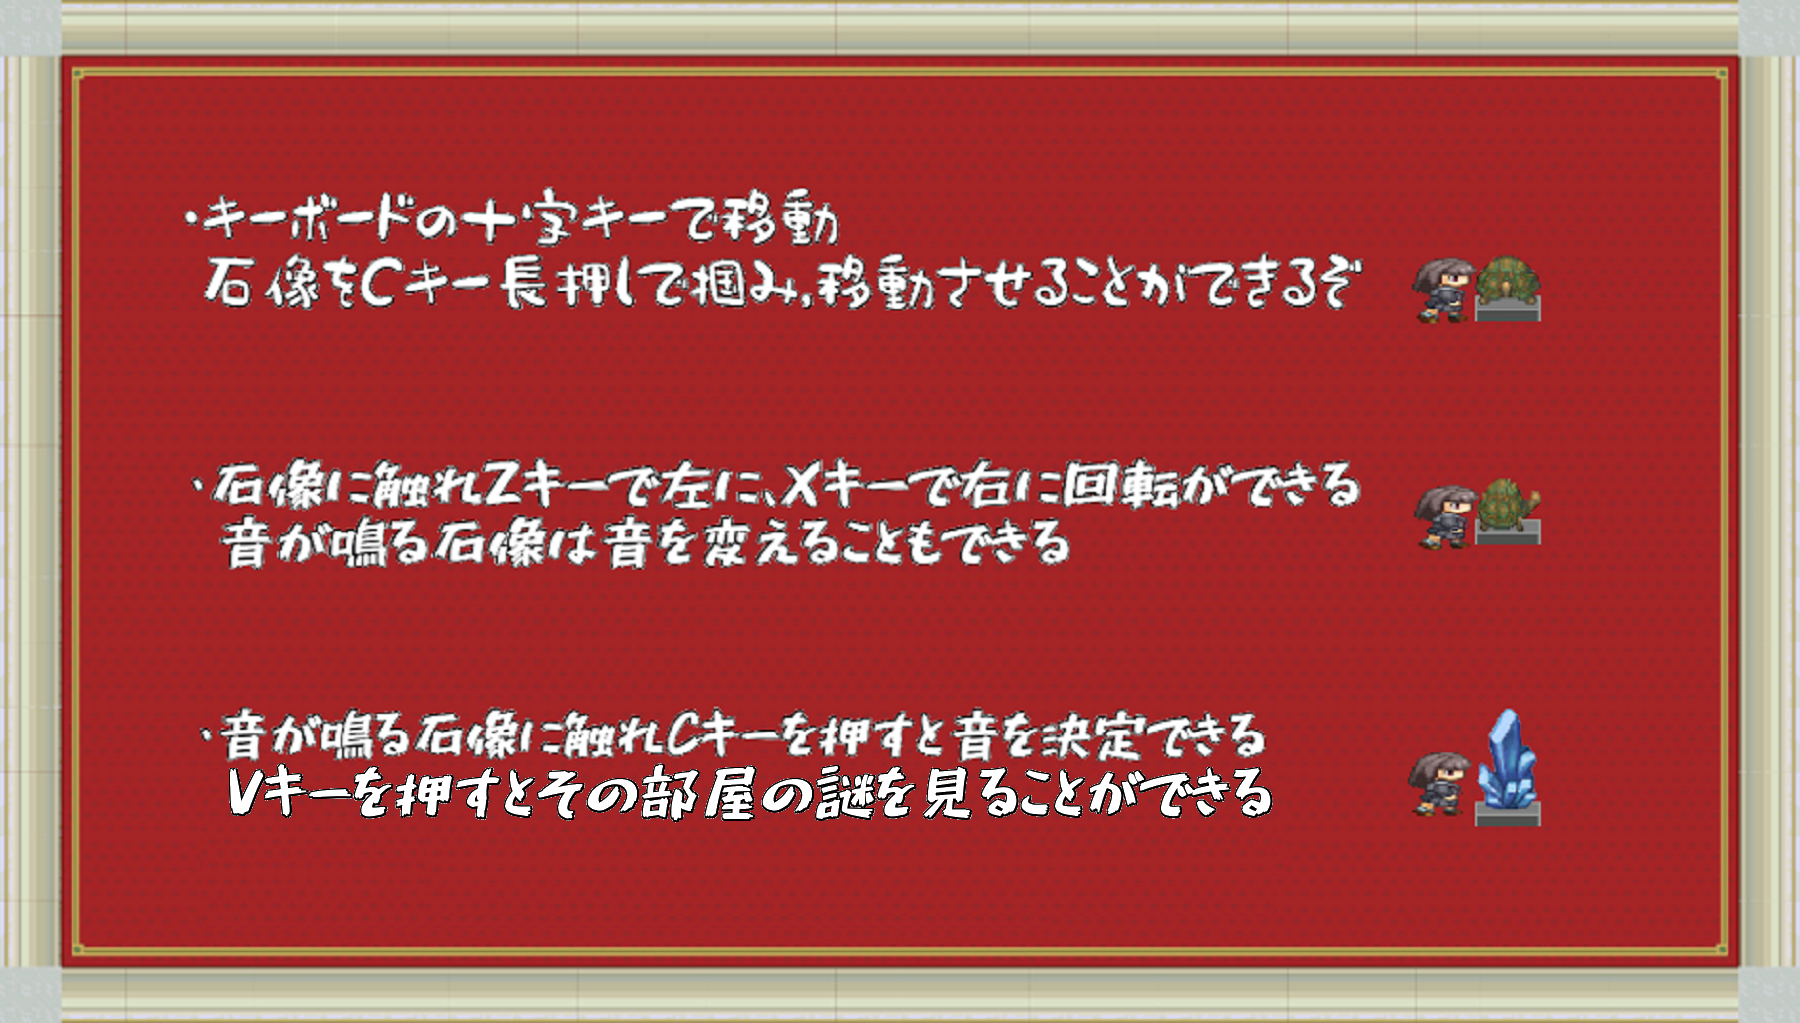 ・キーボードの十字キーで移動
石像をCキー長押しで掴み,移動させることができるぞ
・石像に触れZキーで左に、Xキーで右に回転ができる
音が鳴る石像は音を変えることもできる
・音が鳴る石像に触れCキーを押すと音を決定できる
Vキーを押すとその部屋の謎を見ることができる